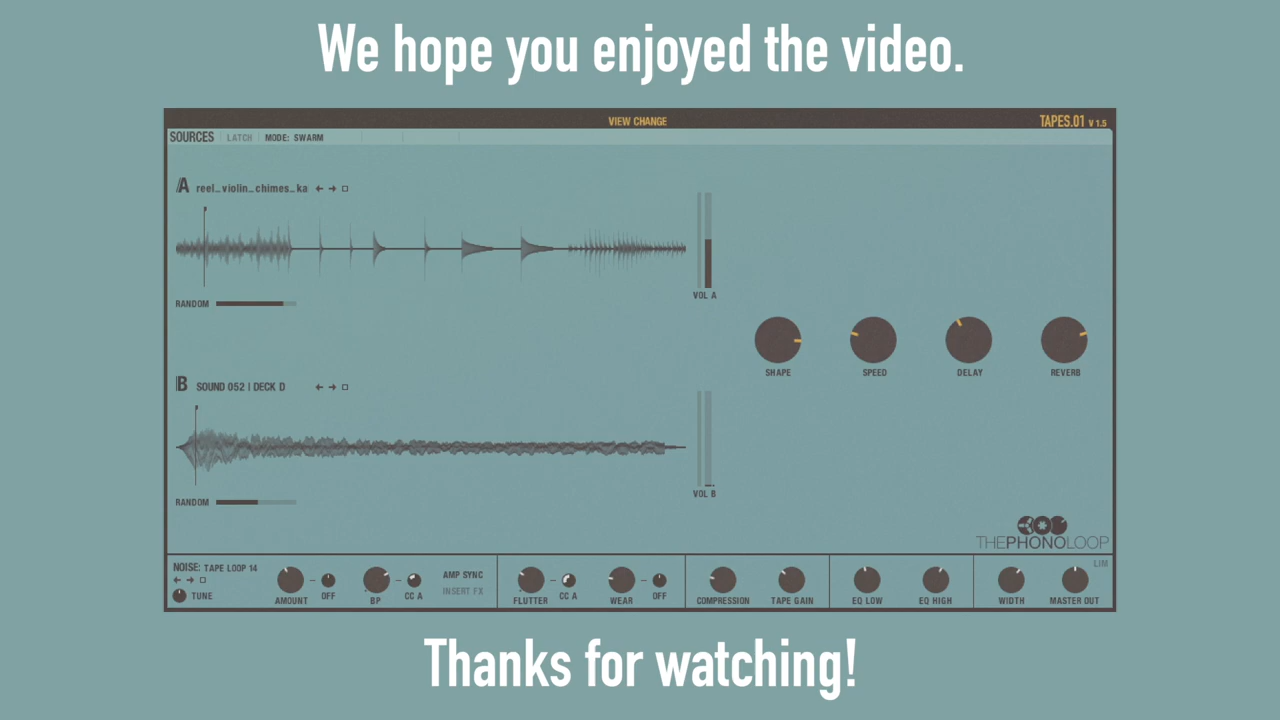 We hope you enjoyed the video.
VIEW CHANGE
TAPES.01 V 1.5
SOURCES LATCH MODE: SWARM
A reel_violin_chimes_ka
RANDOM
VOL A
SHAPE SPEED DELAY REVERB
B SOUND 052 | DECK D
RANDOM
VOL B
THEPHONOLOOP
LIM
NOISE: TAPE LOOP 14
TUNE
AMOUNT OFF BP CC A
AMP SYNC
INSERT FX
FLUTTER CC A WEAR OFF
COMPRESSION TAPE GAIN
EQ LOW EQ HIGH
WIDTH MASTER OUT
Thanks for watching!